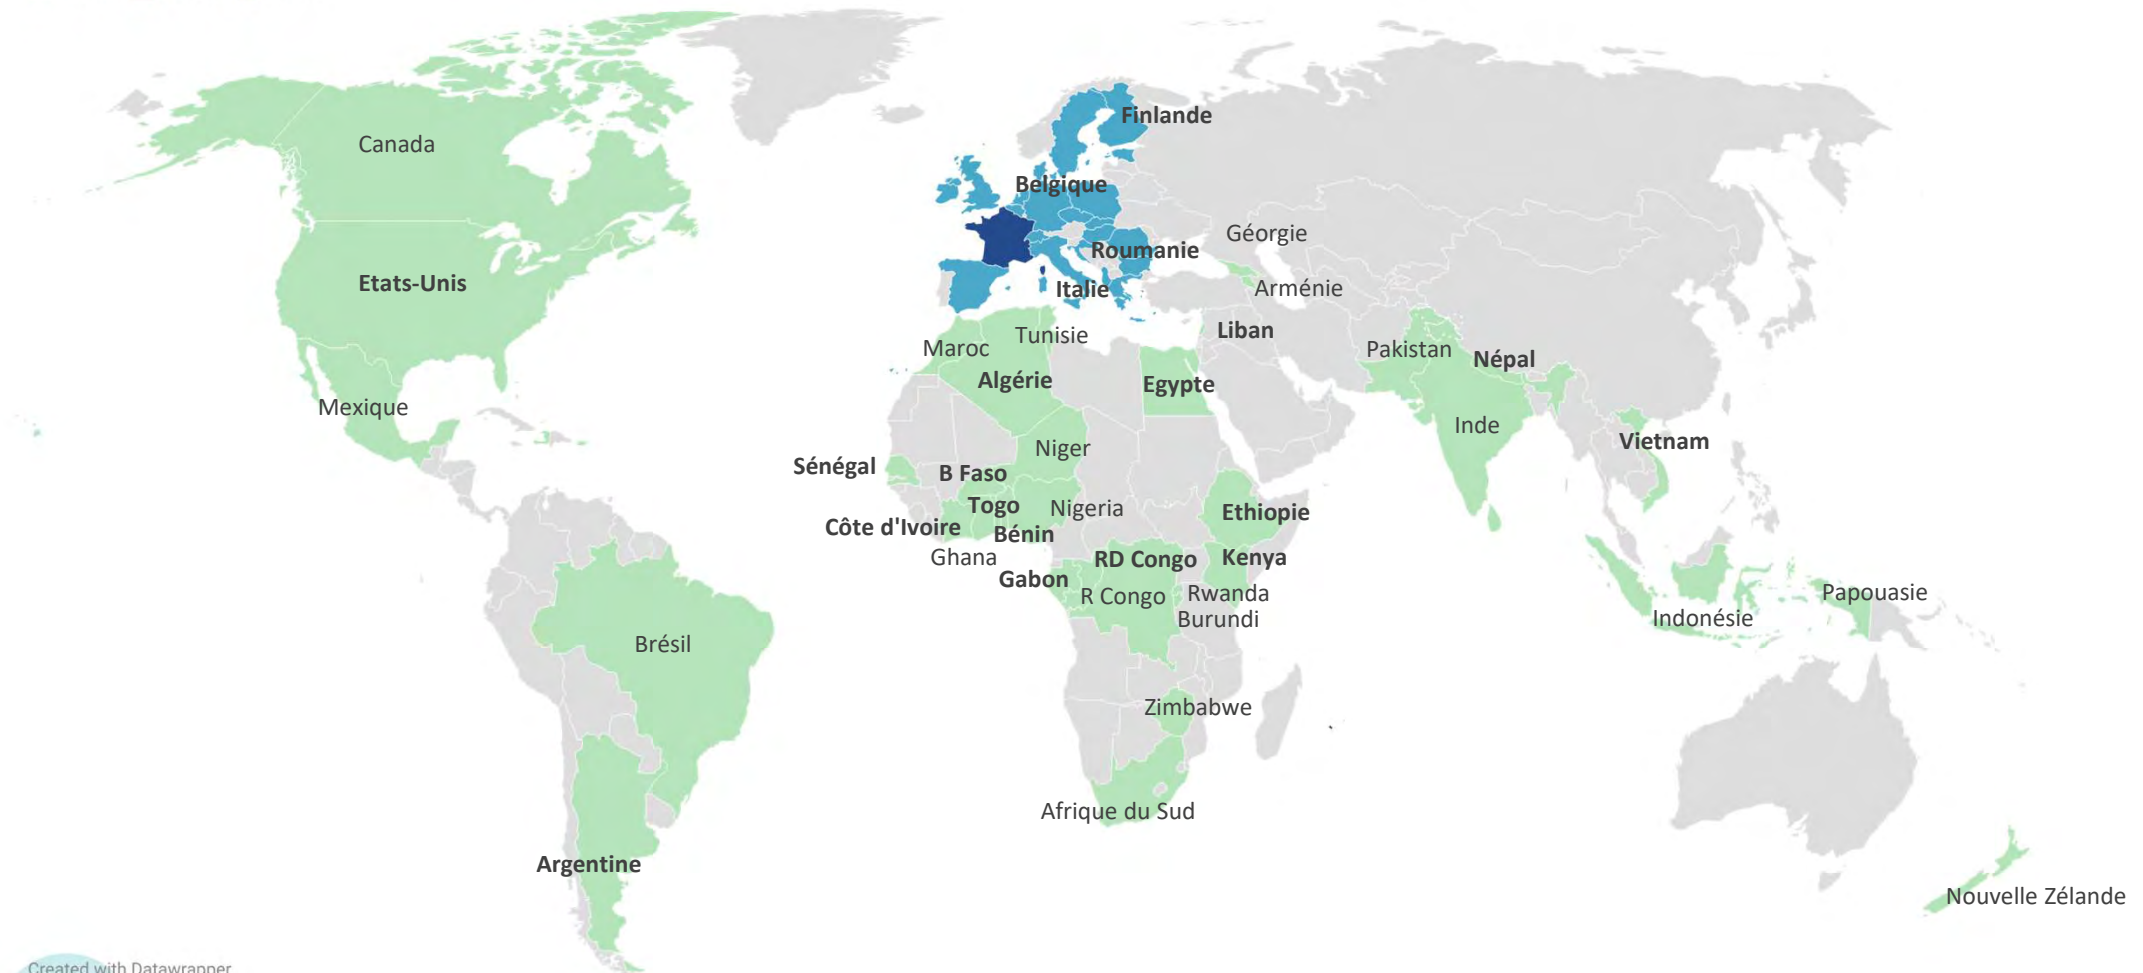 Finlande
Canada
Belgique
Géorgie
Roumanie
Etats-Unis
Italie
Arménie
Liban
Tunisie
Maroc
Pakistan
Népal
Algérie
Egypte
Mexique
Inde
Vietnam
Niger
Sénégal
B Faso
Togo
Nigeria
Ethiopie
Côte d'Ivoire
Bénin
Ghana
RD Congo
Kenya
Gabon
R Congo
Rwanda
Papouasie
Burundi
Indonésie
Brésil
Zimbabwe
Afrique du Sud
Argentine
Nouvelle Zélande
Created with Datawrapper